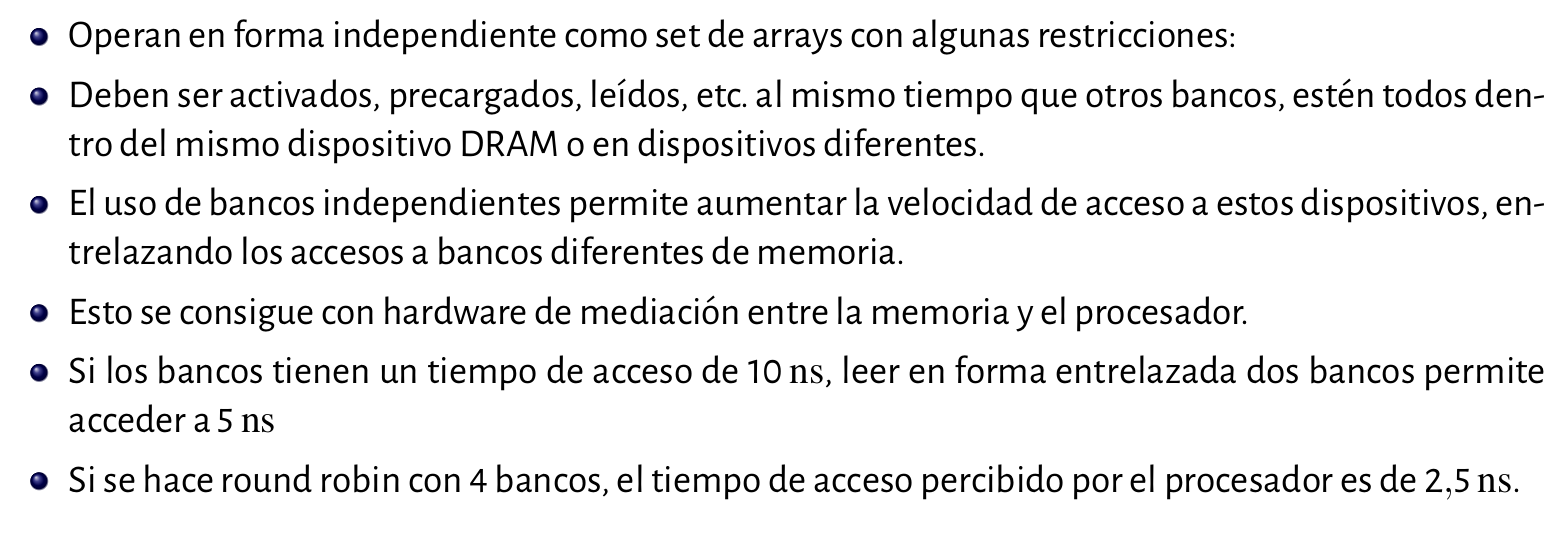 Operan en forma independiente como set de arrays con algunas restricciones:
Deben ser activados, precargados, leídos, etc. al mismo tiempo que otros bancos, estén todos den-
tro del mismo dispositivo DRAM o en dispositivos diferentes.
El uso de bancos independientes permite aumentar la velocidad de acceso a estos dispositivos, en-
trelazando los accesos a bancos diferentes de memoria.
Esto se consigue con hardware de mediación entre la memoria y el procesador.
Si los bancos tienen un tiempo de acceso de 10 ns, leer en forma entrelazada dos bancos permite
acceder a 5 ns
Si se hace round robin con 4 bancos, el tiempo de acceso percibido por el procesador es de 2,5 ns.